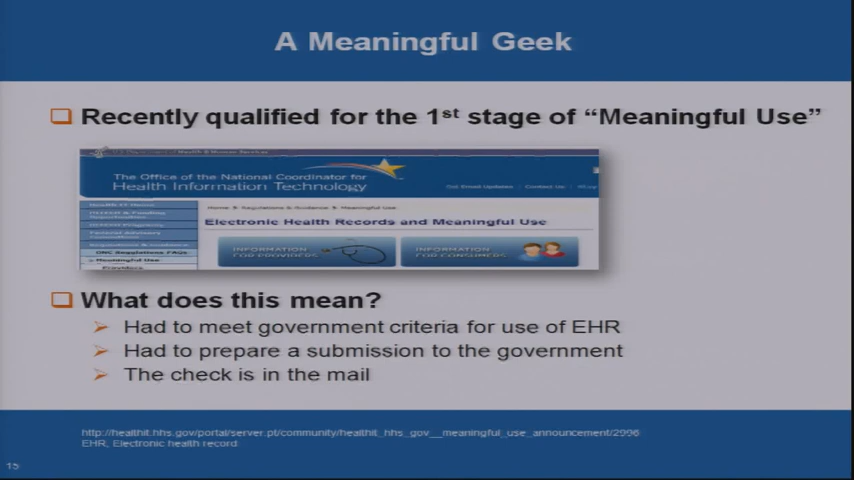 A Meaningful Geek
Recently qualified for the 1st stage of “Meaningful Use”
U.S. Department of Health & Human Services
The Office of the National Coordinator for
Health Information Technology
Get Email Updates Contact Us
Home > Regulations & Guidance > Meaningful Use
Electronic Health Records and Meaningful Use
Regulations & Guidance
ONC Regulations FAQs
Meaningful Use
Providers
INFORMATION
FOR PROVIDERS
INFORMATION
FOR CONSUMERS
What does this mean?
Had to meet government criteria for use of EHR
Had to prepare a submission to the government
The check is in the mail
http://healthit.hhs.gov/portal/server.pt/community/healthit_hhs_gov__meaningful_use_announcement/2996
EHR, Electronic health record
15